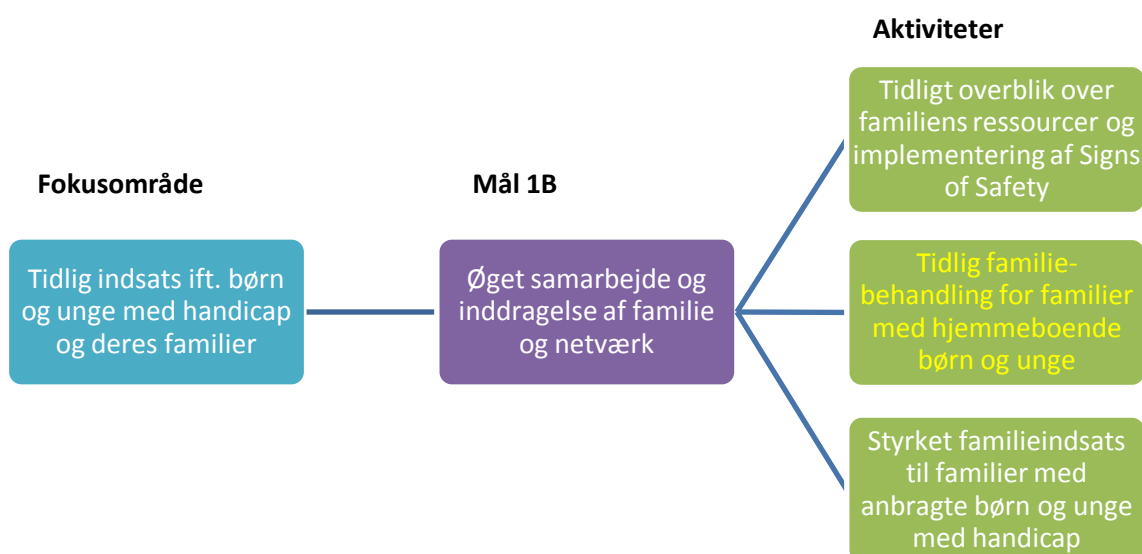 Fokusområde
Tidlig indsats ift. børn
og unge med handicap
og deres familier
Mål 1B
Øget samarbejde og
inddragelse af familie
og netværk
Aktiviteter
Tidligt overblik over
familiens ressourcer og
implementering af Signs
of Safety
Tidlig familie-
behandling for familier
med hjemmeboende
børn og unge
Styrket familieindsats
til familier med
anbragte børn og unge
med handicap